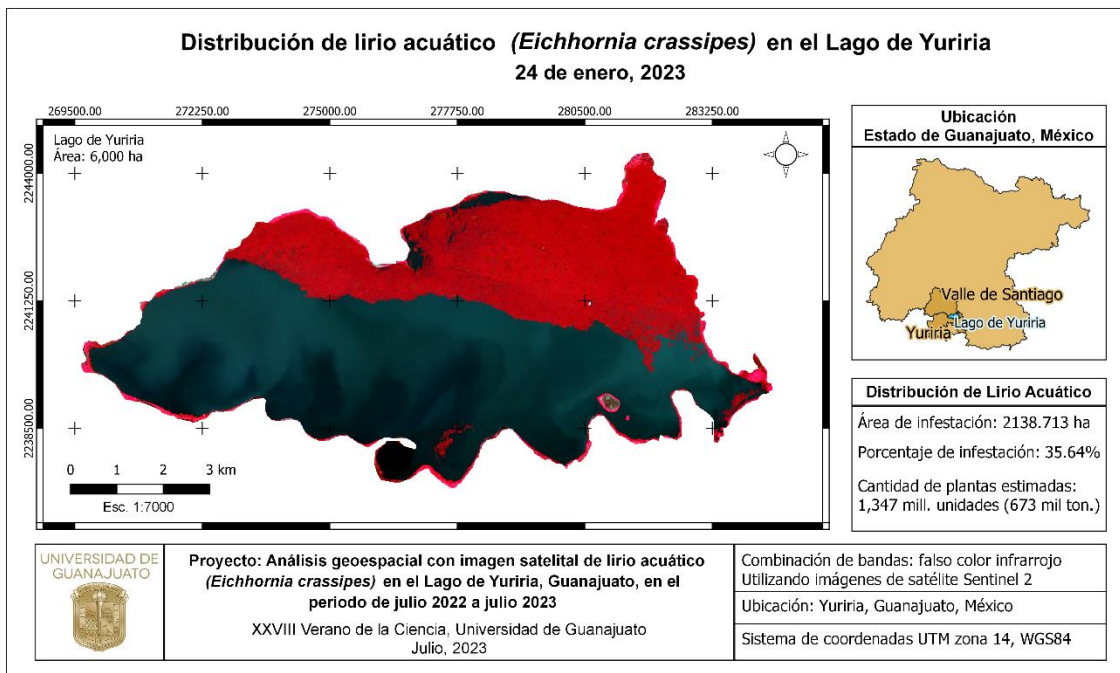 Distribución de lirio acuático (Eichhornia crassipes) en el Lago de Yuriria
24 de enero, 2023
269500.00 272250.00 275000.00 277750.00 280500.00 283250.00
2244000.00
2241250.00
2238500.00
Lago de Yuriria
Área: 6,000 ha
0 1 2 3 km
Esc. 1:7000
Ubicación
Estado de Guanajuato, México
Valle de Santiago
Lago de Yuriria
Yuriria
Distribución de Lirio Acuático
Área de infestación: 2138.713 ha
Porcentaje de infestación: 35.64%
Cantidad de plantas estimadas:
1,347 mill. unidades (673 mil ton.)
UNIVERSIDAD DE
GUANAJUATO
Proyecto: Análisis geoespacial con imagen satelital de lirio acuático
(Eichhornia crassipes) en el Lago de Yuriria, Guanajuato, en el
periodo de julio 2022 a julio 2023
XXVIII Verano de la Ciencia, Universidad de Guanajuato
Julio, 2023
Combinación de bandas: falso color infrarrojo
Utilizando imágenes de satélite Sentinel 2
Ubicación: Yuriria, Guanajuato, México
Sistema de coordenadas UTM zona 14, WGS84